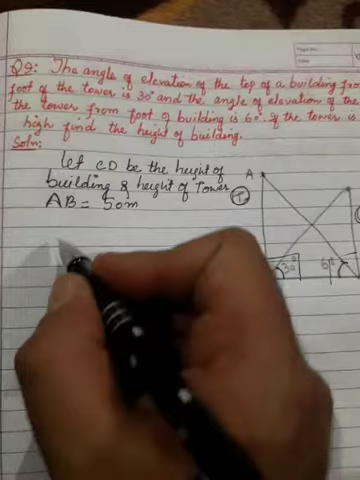 Q9: The angle of elevation of the top of a building from
foot of the tower is 30° and the angle of elevation of the
the tower from foot of building is 60°. If the tower is
high find the height of building.
Soln:
let CD be the height of
building & height of Tower
AB = 50m
A
T
30°
60°